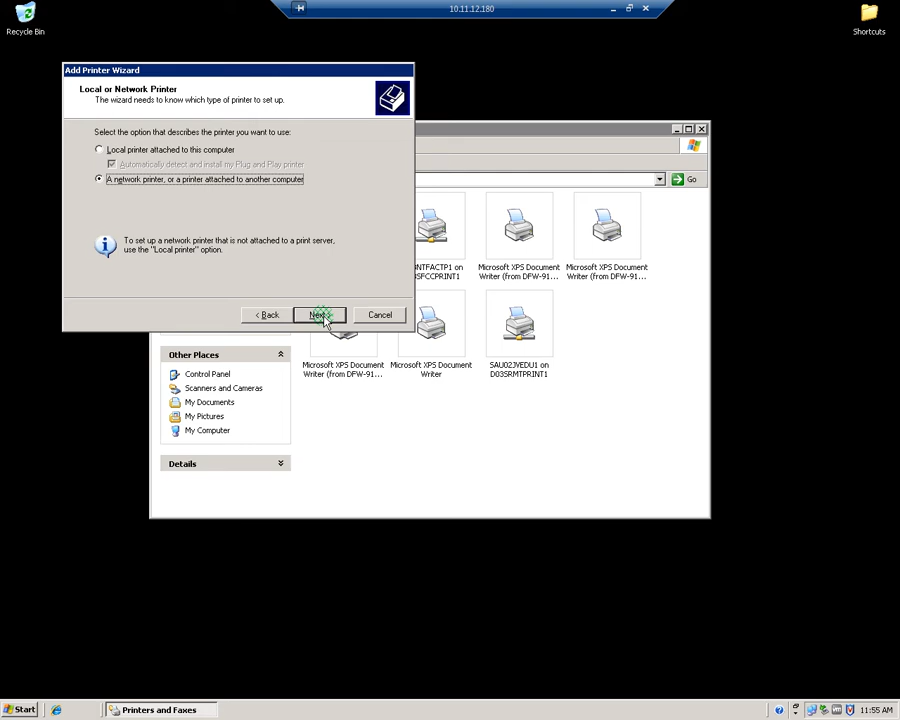 10.11.12.180
Recycle Bin
Shortcuts
Add Printer Wizard
Local or Network Printer
The wizard needs to know which type of printer to set up.
Select the option that describes the printer you want to use:
Local printer attached to this computer
Automatically detect and install my Plug and Play printer
A network printer, or a printer attached to another computer
To set up a network printer that is not attached to a print server,
use the "Local printer" option.
< Back
Next >
Cancel
Go
NTFACTP1 on
SFCCPRINT1
Microsoft XPS Document
Writer (from DFW-91...
Microsoft XPS Document
Writer (from DFW-91...
Microsoft XPS Document
Writer (from DFW-91...
Microsoft XPS Document
Writer
SAU02JYEDU1 on
D03SRMTPRINT1
Other Places
Control Panel
Scanners and Cameras
My Documents
My Pictures
My Computer
Details
Start
Printers and Faxes
11:55 AM